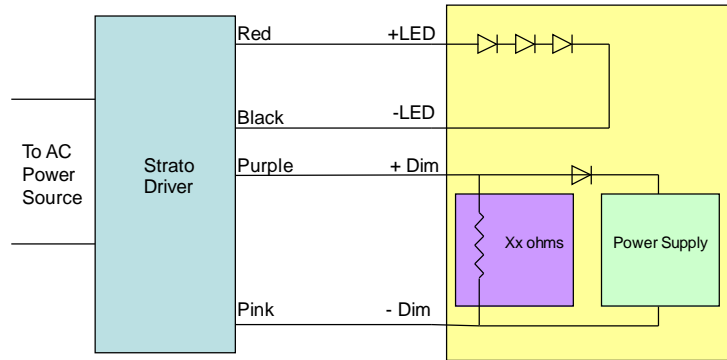 Red
+LED
Black
-LED
To AC
Power
Source
Strato
Driver
Purple
+ Dim
Xx ohms
Power Supply
Pink
- Dim